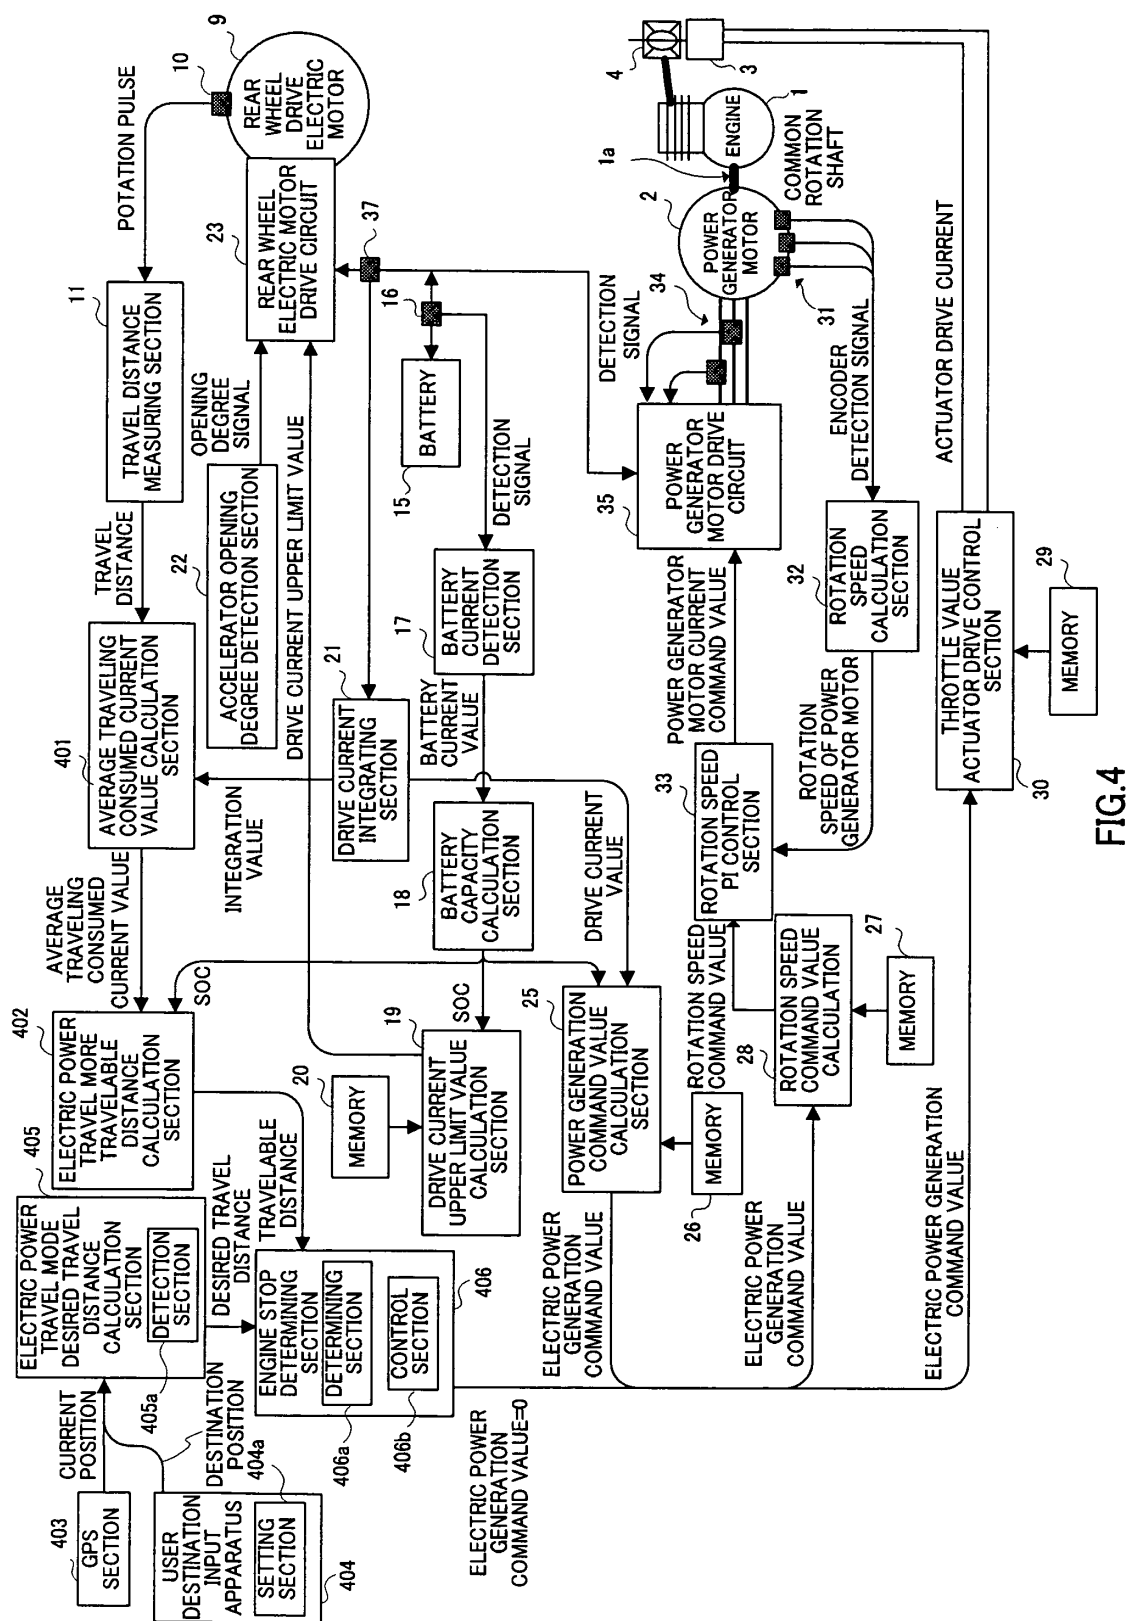 FIG.4
403
GPS
SECTION
CURRENT
POSITION
USER
DESTINATION
INPUT
APPARATUS
SETTING
SECTION
404
404a
DESTINATION
POSITION
405
ELECTRIC POWER
TRAVEL MODE
DESIRED TRAVEL
DISTANCE
CALCULATION
SECTION
DETECTION
SECTION
405a
DESIRED TRAVEL
DISTANCE
ENGINE STOP
DETERMINING
SECTION
DETERMINING
SECTION
CONTROL
SECTION
406
406a
406b
ELECTRIC POWER
GENERATION
COMMAND VALUE=0
402
ELECTRIC POWER
TRAVEL MORE
TRAVELABLE
DISTANCE
CALCULATION
SECTION
TRAVELABLE
DISTANCE
SOC
AVERAGE
TRAVELING
CONSUMED
CURRENT VALUE
401
AVERAGE TRAVELING
CONSUMED CURRENT
VALUE CALCULATION
SECTION
INTEGRATION
VALUE
TRAVEL
DISTANCE
11
TRAVEL DISTANCE
MEASURING SECTION
POTATION PULSE
10
9
REAR
WHEEL
DRIVE
ELECTRIC
MOTOR
23
REAR WHEEL
ELECTRIC MOTOR
DRIVE CIRCUIT
OPENING
DEGREE
SIGNAL
22
ACCELERATOR OPENING
DEGREE DETECTION SECTION
DRIVE CURRENT UPPER LIMIT VALUE
37
16
BATTERY
15
DETECTION
SIGNAL
17
BATTERY
CURRENT
DETECTION
SECTION
BATTERY
CURRENT
VALUE
21
DRIVE CURRENT
INTEGRATING
SECTION
18
BATTERY
CAPACITY
CALCULATION
SECTION
DRIVE CURRENT
VALUE
SOC
19
DRIVE CURRENT
UPPER LIMIT VALUE
CALCULATION
SECTION
20
MEMORY
25
POWER GENERATION
COMMAND VALUE
CALCULATION
SECTION
MEMORY
26
ELECTRIC POWER
GENERATION
COMMAND VALUE
ROTATION SPEED
COMMAND VALUE
28
ROTATION SPEED
COMMAND VALUE
CALCULATION
MEMORY
27
ELECTRIC POWER
GENERATION
COMMAND VALUE
33
ROTATION SPEED
PI CONTROL
SECTION
POWER GENERATOR
MOTOR CURRENT
COMMAND VALUE
35
POWER
GENERATOR
MOTOR DRIVE
CIRCUIT
DETECTION
SIGNAL
34
2
POWER
GENERATOR
MOTOR
31
1a
ENGINE
1
COMMON
ROTATION
SHAFT
4
3
ENCODER
DETECTION SIGNAL
32
ROTATION
SPEED
CALCULATION
SECTION
ROTATION
SPEED OF POWER
GENERATOR MOTOR
ACTUATOR DRIVE CURRENT
THROTTLE VALUE
ACTUATOR DRIVE CONTROL
SECTION
30
MEMORY
29
ELECTRIC POWER GENERATION
COMMAND VALUE